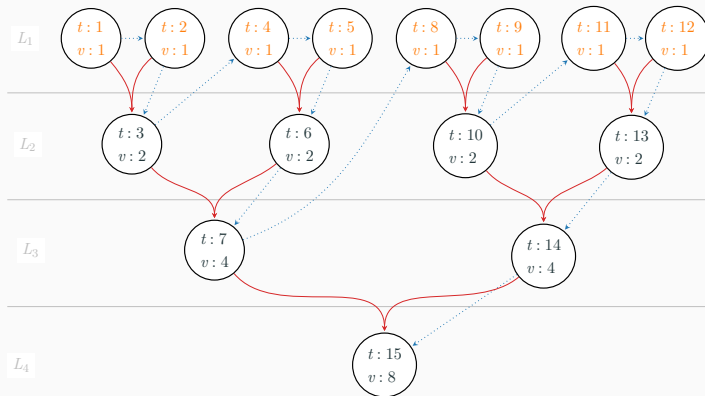 L₁
t : 1
v : 1
t : 2
v : 1
t : 4
v : 1
t : 5
v : 1
t : 8
v : 1
t : 9
v : 1
t : 11
v : 1
t : 12
v : 1
L₂
t : 3
v : 2
t : 6
v : 2
t : 10
v : 2
t : 13
v : 2
L₃
t : 7
v : 4
t : 14
v : 4
L₄
t : 15
v : 8